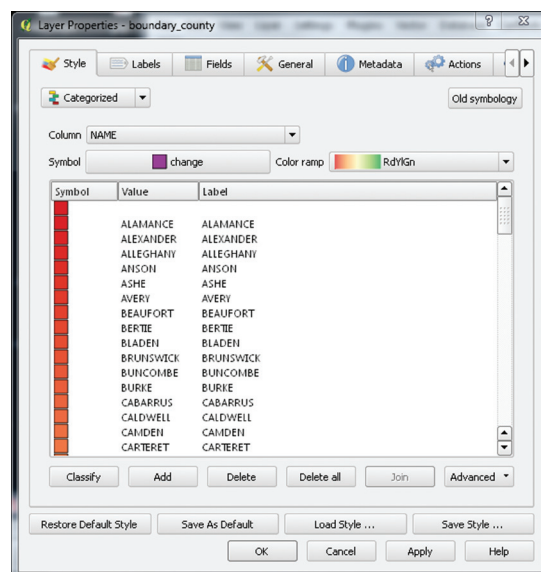 Layer Properties - boundary_county
Style Labels Fields General Metadata Actions
Categorized Old symbology
Column NAME
Symbol change Color ramp RdYlGn
Symbol Value Label
ALAMANCE ALAMANCE
ALEXANDER ALEXANDER
ALLEGHANY ALLEGHANY
ANSON ANSON
ASHE ASHE
AVERY AVERY
BEAUFORT BEAUFORT
BERTIE BERTIE
BLADEN BLADEN
BRUNSWICK BRUNSWICK
BUNCOMBE BUNCOMBE
BURKE BURKE
CABARRUS CABARRUS
CALDWELL CALDWELL
CAMDEN CAMDEN
CARTERET CARTERET
Classify Add Delete Delete all Join Advanced
Restore Default Style Save As Default Load Style ... Save Style ...
OK Cancel Apply Help